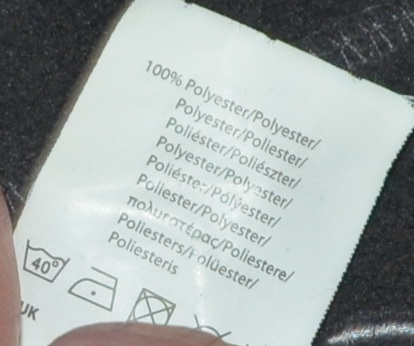 100% Polyester/Polyester/
Polyester/Poliester/
Poliéster/Poliészter/
Polyester/Polyester/
Poliéster/Polyester/
Poliester/Polyester/
πολυεστέρας/Poliestere/
Poliesters/Polüester/
Poliesteris
40°
UK